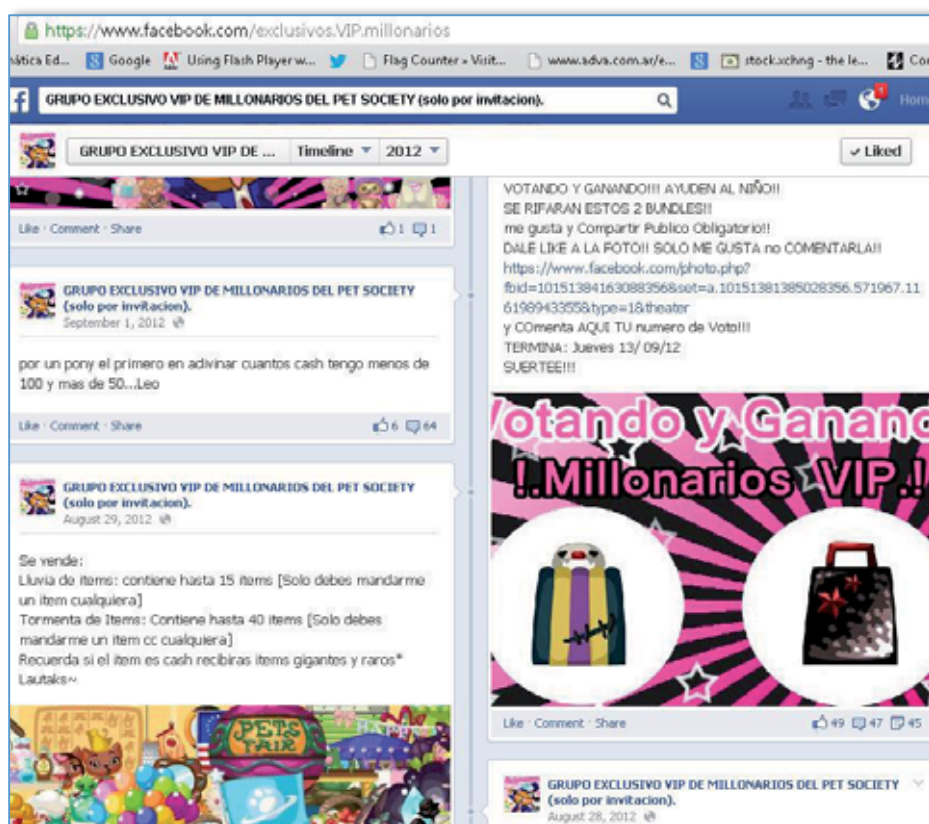 https://www.facebook.com/exclusivos.VIP.millonarios
ática Ed...
Google
Using Flash Player w...
Flag Counter » Visit...
www.adva.com.ar/e...
stock.xchng - the le...
GRUPO EXCLUSIVO VIP DE MILLONARIOS DEL PET SOCIETY (solo por invitacion).
1
GRUPO EXCLUSIVO VIP DE ...
Timeline
2012
Liked
Like · Comment · Share
1 1
GRUPO EXCLUSIVO VIP DE MILLONARIOS DEL PET SOCIETY
(solo por invitacion).
September 1, 2012
por un pony el primero en adivinar cuantos cash tengo menos de
100 y mas de 50...Leo
Like · Comment · Share
6 64
GRUPO EXCLUSIVO VIP DE MILLONARIOS DEL PET SOCIETY
(solo por invitacion).
August 29, 2012
Se vende:
Lluvia de items: contiene hasta 15 items [Solo debes mandarme
un item cualquiera]
Tormenta de Items: Contiene hasta 40 items [Solo debes
mandarme un item cc cualquiera]
Recuerda si el item es cash recibiras items gigantes y raros*
Lautaks~
PETS
FAIR
VOTANDO Y GANANDO!!! AYUDEN AL NIÑO!!
SE RIFARAN ESTOS 2 BUNDLES!!
me gusta y Compartir Publico Obligatorio!!
DALE LIKE A LA FOTO!! SOLO ME GUSTA no COMENTARLA!!
https://www.facebook.com/photo.php?
fbid=10151384163088356&set=a.10151381385028356.571967.11
6198943355&type=1&theater
y COmenta AQUI TU numero de Voto!!!
TERMINA: Jueves 13/ 09/12
SUERTEE!!!
Votando y Ganando
!.Millonarios VIP.!
Like · Comment · Share
49 47 45
GRUPO EXCLUSIVO VIP DE MILLONARIOS DEL PET SOCIETY
(solo por invitacion).
August 28, 2012